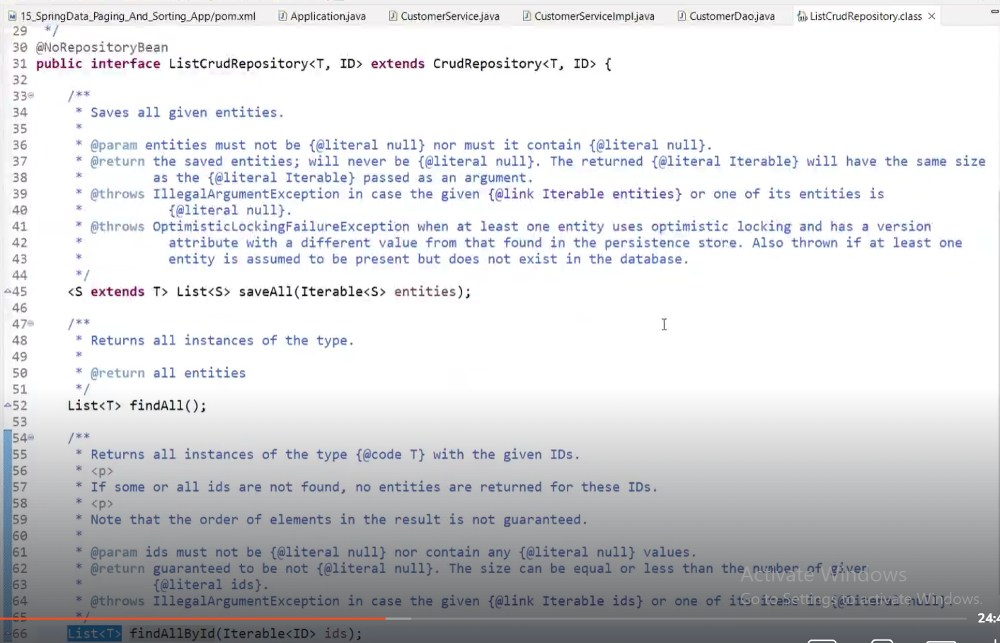 15_SpringData_Paging_And_Sorting_App/pom.xml Application.java CustomerService.java CustomerServiceImpl.java CustomerDao.java ListCrudRepository.class
29 */
30 @NoRepositoryBean
31 public interface ListCrudRepository<T, ID> extends CrudRepository<T, ID> {
32
33 /**
34 * Saves all given entities.
35 *
36 * @param entities must not be {@literal null} nor must it contain {@literal null}.
37 * @return the saved entities; will never be {@literal null}. The returned {@literal Iterable} will have the same size
38 * as the {@literal Iterable} passed as an argument.
39 * @throws IllegalArgumentException in case the given {@link Iterable entities} or one of its entities is
40 * {@literal null}.
41 * @throws OptimisticLockingFailureException when at least one entity uses optimistic locking and has a version
42 * attribute with a different value from that found in the persistence store. Also thrown if at least one
43 * entity is assumed to be present but does not exist in the database.
44 */
45 <S extends T> List<S> saveAll(Iterable<S> entities);
46
47 /**
48 * Returns all instances of the type.
49 *
50 * @return all entities
51 */
52 List<T> findAll();
53
54 /**
55 * Returns all instances of the type {@code T} with the given IDs.
56 * <p>
57 * If some or all ids are not found, no entities are returned for these IDs.
58 * <p>
59 * Note that the order of elements in the result is not guaranteed.
60 *
61 * @param ids must not be {@literal null} nor contain any {@literal null} values.
62 * @return guaranteed to be not {@literal null}. The size can be equal or less than the number of given
Activate Windows
63 * {@literal ids}.
64 * @throws IllegalArgumentException in case the given {@link Iterable ids} or one of its items is {@literal null}.
Go to Settings to activate Windows.
65 */
24:4
66 List<T> findAllById(Iterable<ID> ids);